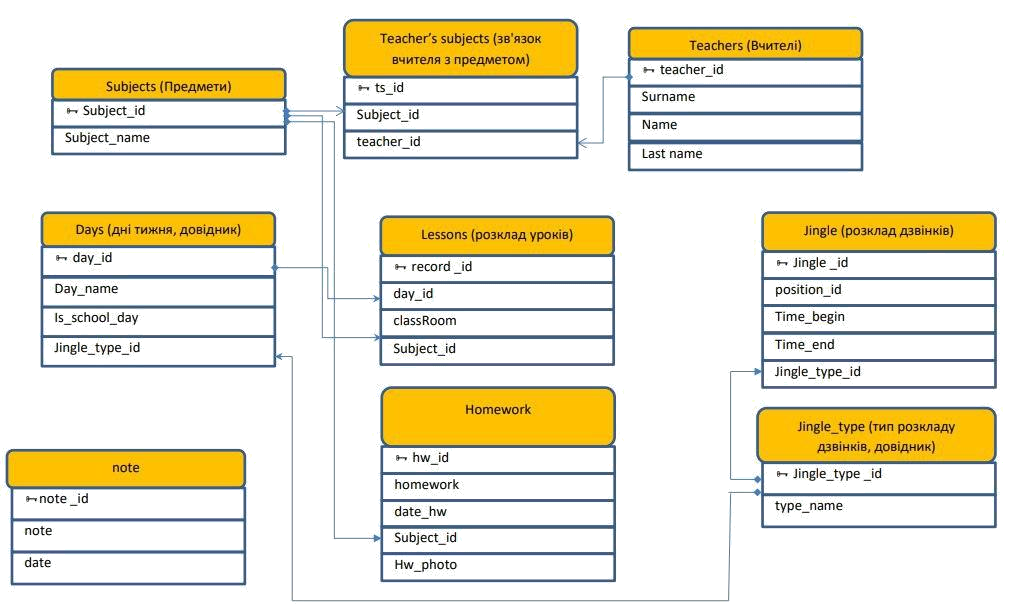 Subjects (Предмети)
Subject_id
Subject_name
Teacher’s subjects (зв'язок
вчителя з предметом)
ts_id
Subject_id
teacher_id
Teachers (Вчителі)
teacher_id
Surname
Name
Last name
Days (дні тижня, довідник)
day_id
Day_name
Is_school_day
Jingle_type_id
Lessons (розклад уроків)
record _id
day_id
classRoom
Subject_id
Jingle (розклад дзвінків)
Jingle _id
position_id
Time_begin
Time_end
Jingle_type_id
note
note _id
note
date
Homework
hw_id
homework
date_hw
Subject_id
Hw_photo
Jingle_type (тип розкладу
дзвінків, довідник)
Jingle_type _id
type_name